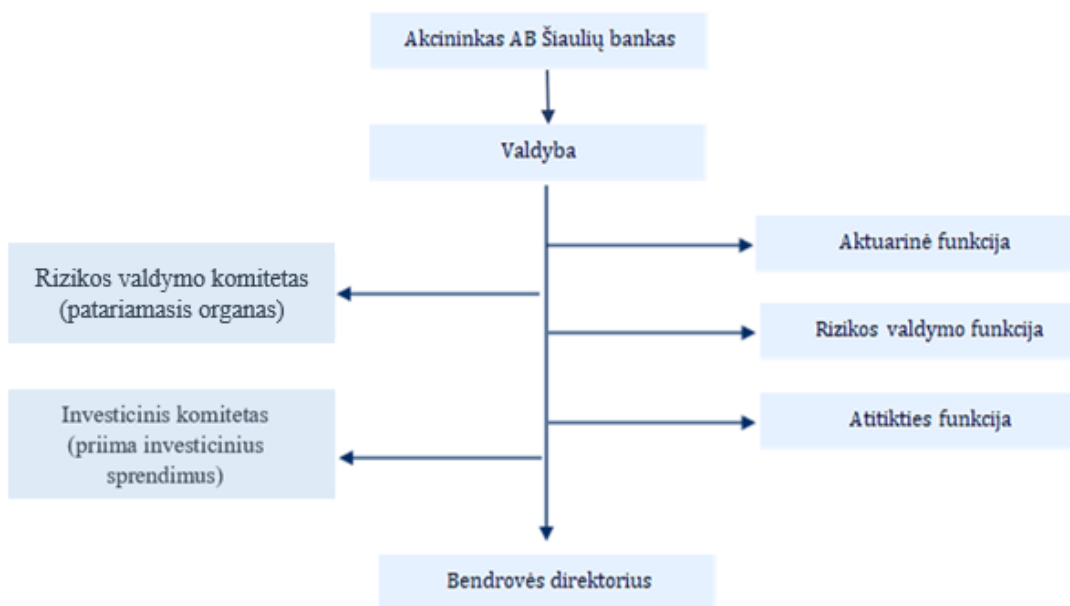 Akcininkas AB Šiaulių bankas
Valdyba
Aktuarinė funkcija
Rizikos valdymo komitetas
(patariamasis organas)
Rizikos valdymo funkcija
Investicinis komitetas
(priima investicinius
sprendimus)
Atitikties funkcija
Bendrovės direktorius